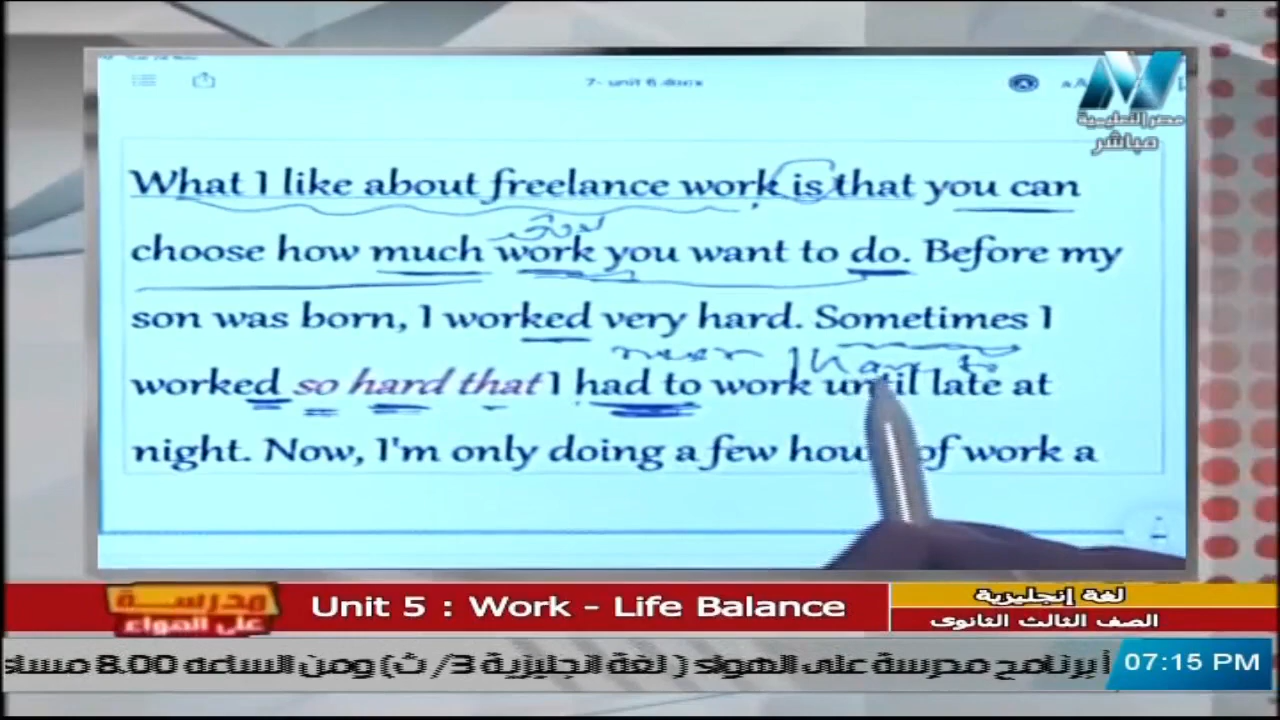 7- unit 6.docx
مصر التعليمية
مباشر
What I like about freelance work is that you can
choose how much work you want to do. Before my
son was born, I worked very hard. Sometimes I
I have to
worked so hard that I had to work until late at
night. Now, I'm only doing a few of work a
مدرسة
على الهواء
Unit 5 : Work - Life Balance
لغة إنجليزية
الصف الثالث الثانوى
برنامج مدرسة على الهواء ( لغة انجليزية 3/ ث) ومن الساعه 8.00
07:15 PM